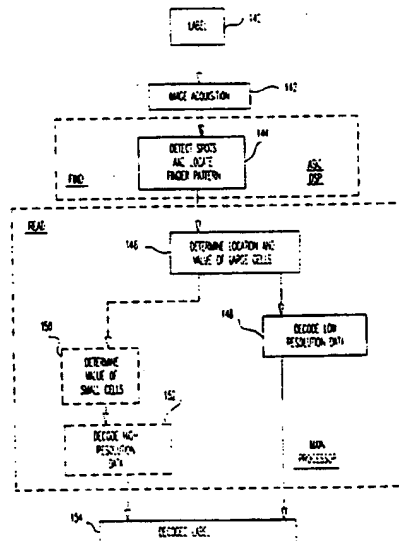 140
LABEL
142
IMAGE ACQUISITION
144
DETECT SPOTS
AND LOCATE
FINDER PATTERN
FIND
ASIC
DSP
READ
146
DETERMINE LOCATION AND
VALUE OF LARGE CELLS
148
DECODE LOW
RESOLUTION DATA
150
DETERMINE
VALUE OF
SMALL CELLS
152
DECODE HIGH
RESOLUTION
DATA
MAIN
PROCESSOR
154
DECODED LABEL